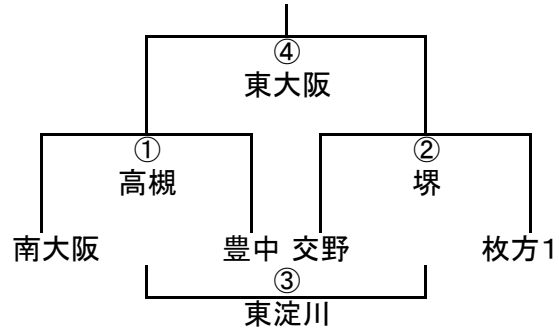 ④
東大阪
① ②
高槻 堺
南大阪 豊中 交野 枚方1
③
東淀川